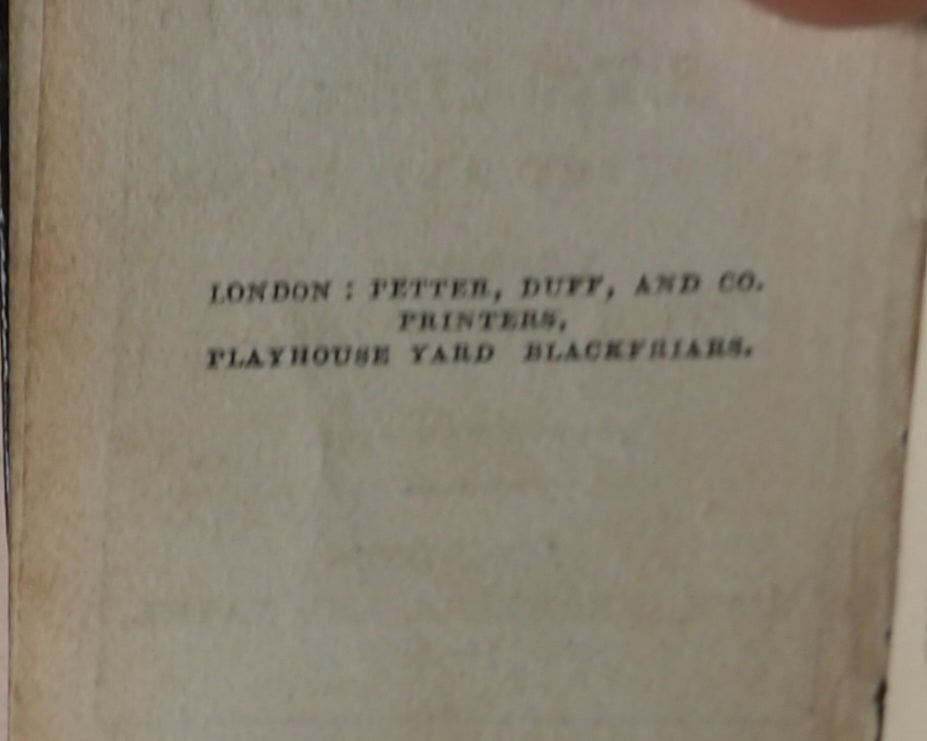 LONDON : PETTER, DUFF, AND CO.
PRINTERS,
PLAYHOUSE YARD BLACKFRIARS.